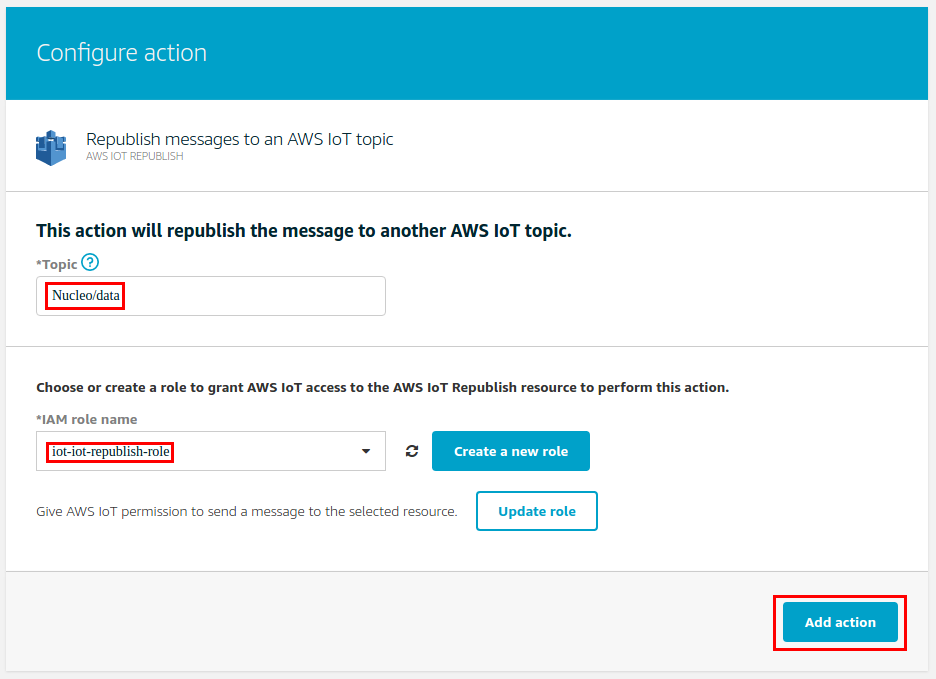 Configure action
Republish messages to an AWS IoT topic
AWS IOT REPUBLISH
This action will republish the message to another AWS IoT topic.
*Topic ?
Nucleo/data
Choose or create a role to grant AWS IoT access to the AWS IoT Republish resource to perform this action.
*IAM role name
iot-iot-republish-role
Create a new role
Give AWS IoT permission to send a message to the selected resource.
Update role
Add action